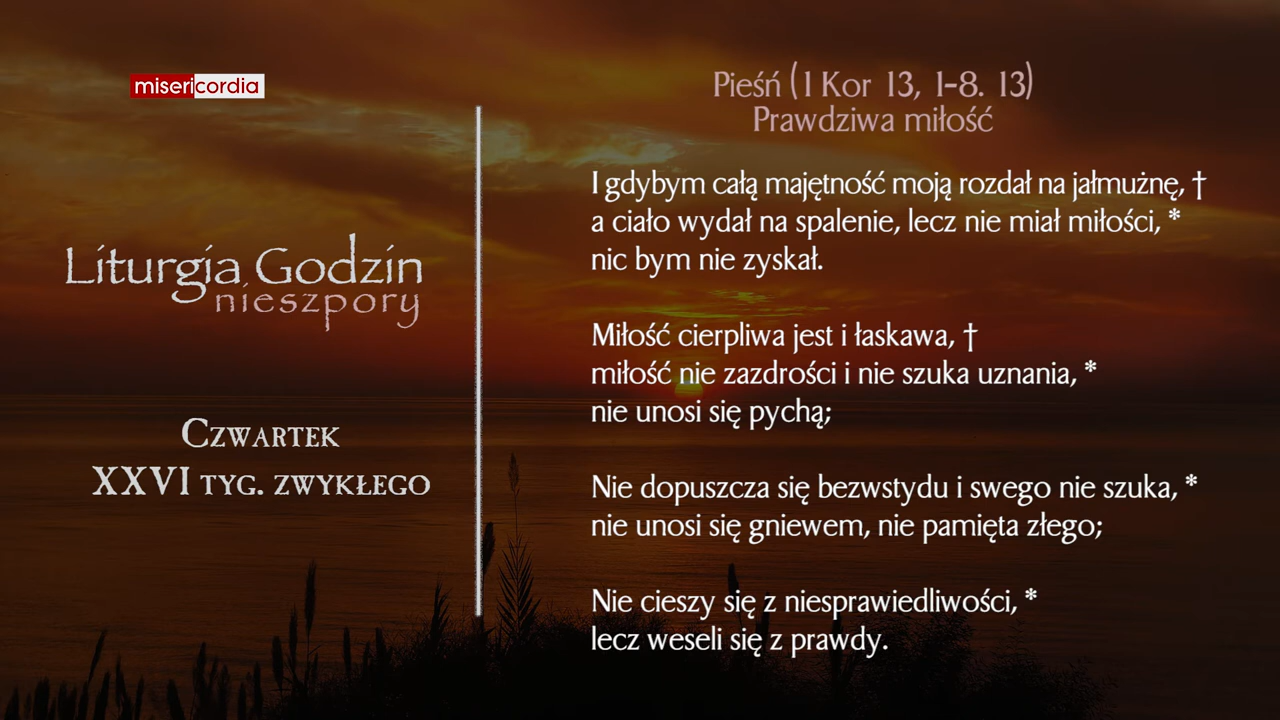 misericordia
Liturgia Godzin
nieszpory
Czwartek
XXVI tyg. zwykłego
Pieśń (1 Kor 13, 1-8. 13)
Prawdziwa miłość
I gdybym całą majętność moją rozdał na jałmużnę, †
a ciało wydał na spalenie, lecz nie miał miłości, *
nic bym nie zyskał.
Miłość cierpliwa jest i łaskawa, †
miłość nie zazdrości i nie szuka uznania, *
nie unosi się pychą;
Nie dopuszcza się bezwstydu i swego nie szuka, *
nie unosi się gniewem, nie pamięta złego;
Nie cieszy się z niesprawiedliwości, *
lecz weseli się z prawdy.